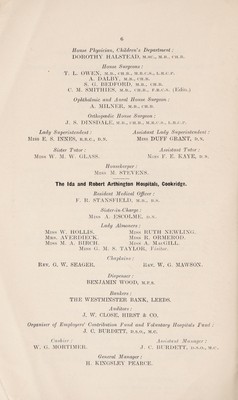 6
House Physician, Children's Department:
DOROTHY HALSTEAD, M.SC., M.B., CH.B.
House Surgeons:
T. L. OWEN, M.B., CH.B., M.R.C.S., L.R.C.P.
A. DALBY, M.B., CH.B.
S. G. BEDFORD, M.B., CH.B.
C. M. SMITHIES, M.B., CH.B., F.R.C.S. (Edin.)
Ophthalmic and Aural House Surgeon:
A. MILNER, M.B., CH.B.
Orthopædic House Surgeon:
J. S. DINSDALE, M.B., CH.B., M.R.C.S., L.R.C.P.
Lady Superintendent: Assistant Lady Superintendent:
MISS E. S. INNES, R.R.C., D.N. MISS DUFF GRANT, D.N.
Sister Tutor: Assistant Tutor:
MISS W. M. W. GLASS. MISS F. E. KAYE, D.N.
Housekeeper:
MISS M. STEVENS.
The Ida and Robert Arthington Hospitals, Cookridge.
Resident Medical Officer:
F. B. STANSFIELD, M.B., B.S.
Sister-in-Charge:
MISS A. ESCOLME, D.N.
Lady Almoners:
MISS W. HOLLIS. MISS RUTH NEWLING.
MRS. AVERDIECK. MISS R. ORMEROD.
MISS M. A. BIRCH. MISS A. MACGILL.
MISS G. M. S. TAYLOR,
Chaplains:
REV. G. W. SEAGER. REV. W. G. MAWSON.
Dispenser:
BENJAMIN WOOD, M.P.S.
Bankers:
THE WESTMINSTER BANK, LEEDS.
Auditors:
J. W. CLOSE, HIRST & CO.
Organiser of Employees' Contribution Fund and Voluntary Hospitals Fund:
J. C. BURDETT, D.S.O., M.C.
Cashier: Assistant Manager:
W. G. MORTIMER. J. C. BURDETT, D.S.O., M.C.
General Manager:
H. KINGSLEY PEARCE.